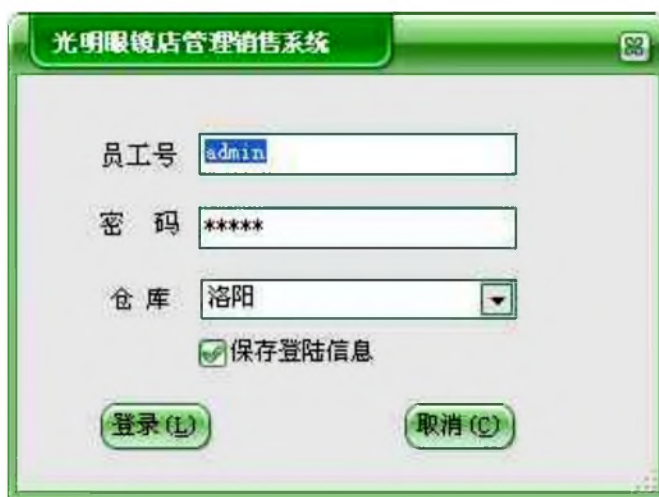 光明眼镜店管理销售系统
员工号 admin
密 码 *****
仓库 洛阳
保存登陆信息
登录(L) 取消(C)